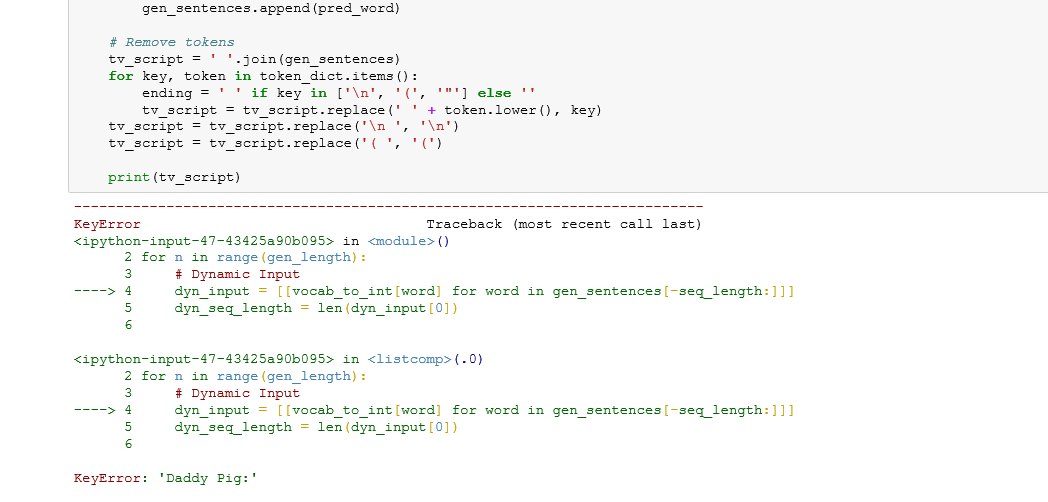 gen_sentences.append(pred_word)
# Remove tokens
tv_script = ' '.join(gen_sentences)
for key, token in token_dict.items():
ending = ' ' if key in ['\n', '(', '"'] else ''
tv_script = tv_script.replace(' ' + token.lower(), key)
tv_script = tv_script.replace('\n ', '\n')
tv_script = tv_script.replace('( ', '(')
print(tv_script)
---------------------------------------------------------------------------
KeyError Traceback (most recent call last)
<ipython-input-47-43425a90b095> in <module>()
2 for n in range(gen_length):
3 # Dynamic Input
----> 4 dyn_input = [[vocab_to_int[word] for word in gen_sentences[-seq_length:]]]
5 dyn_seq_length = len(dyn_input[0])
6
<ipython-input-47-43425a90b095> in <listcomp>(.0)
2 for n in range(gen_length):
3 # Dynamic Input
----> 4 dyn_input = [[vocab_to_int[word] for word in gen_sentences[-seq_length:]]]
5 dyn_seq_length = len(dyn_input[0])
6
KeyError: 'Daddy Pig:'